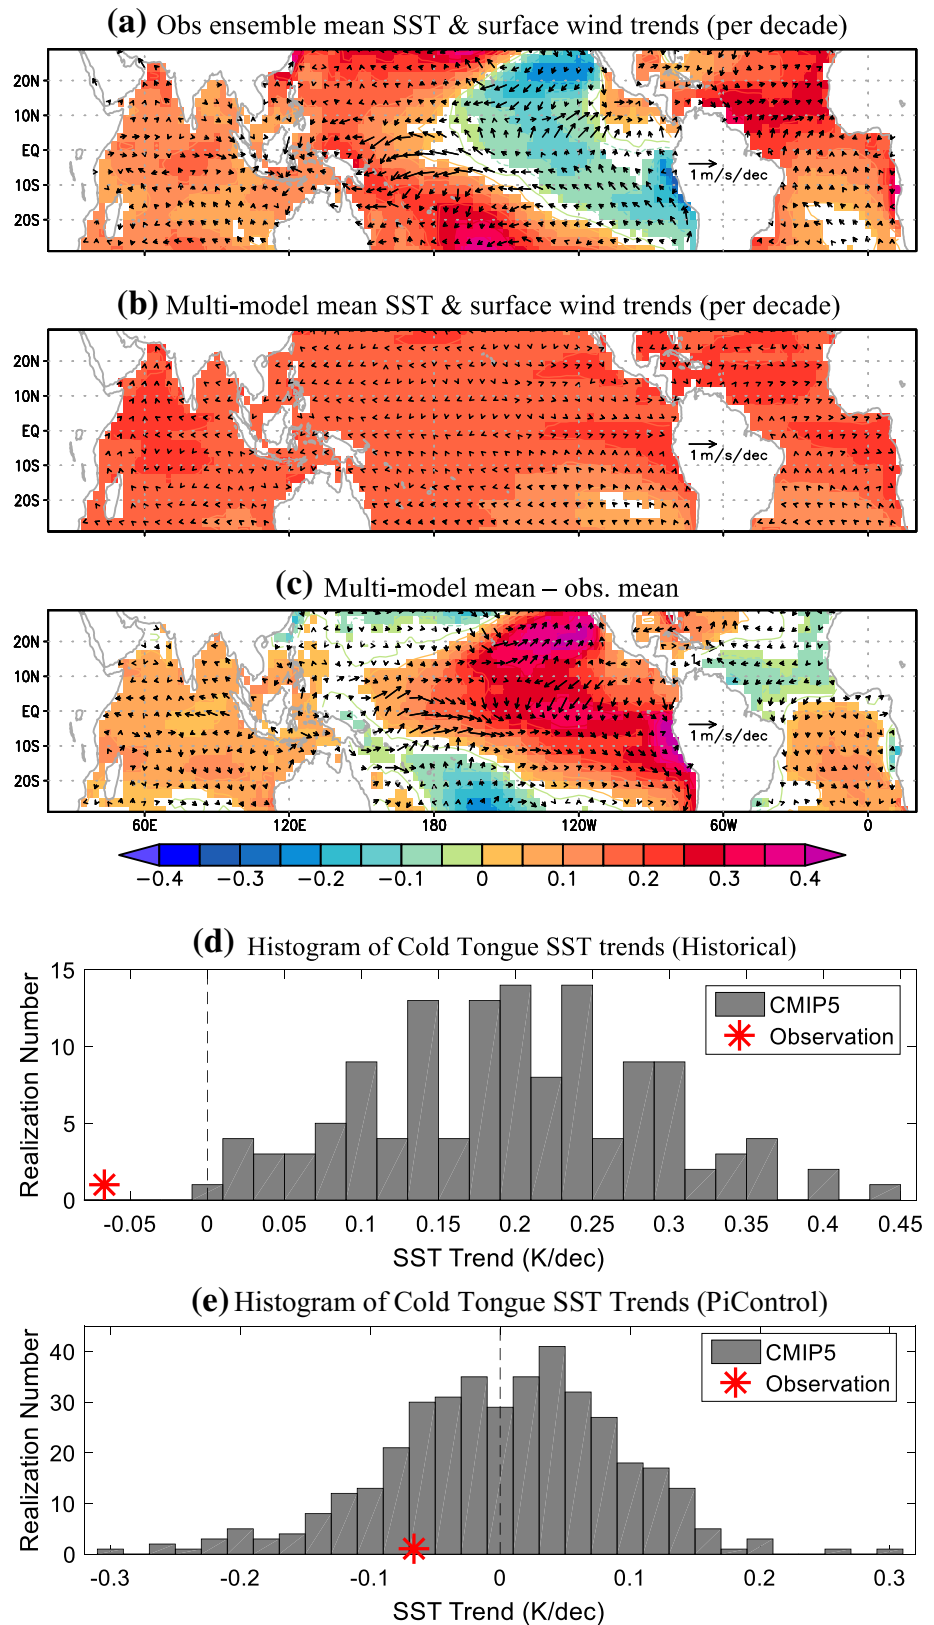 (a) Obs ensemble mean SST & surface wind trends (per decade)
20N
10N
EQ
10S
20S
1m/s/dec
(b) Multi-model mean SST & surface wind trends (per decade)
20N
10N
EQ
10S
20S
1m/s/dec
(c) Multi-model mean – obs. mean
20N
10N
EQ
10S
20S
1m/s/dec
60E 120E 180 120W 60W 0
−0.4 −0.3 −0.2 −0.1 0 0.1 0.2 0.3 0.4
(d) Histogram of Cold Tongue SST trends (Historical)
Realization Number
15
10
5
0
CMIP5
Observation
-0.05 0 0.05 0.1 0.15 0.2 0.25 0.3 0.35 0.4 0.45
SST Trend (K/dec)
(e) Histogram of Cold Tongue SST Trends (PiControl)
Realization Number
40
30
20
10
0
CMIP5
Observation
-0.3 -0.2 -0.1 0 0.1 0.2 0.3
SST Trend (K/dec)